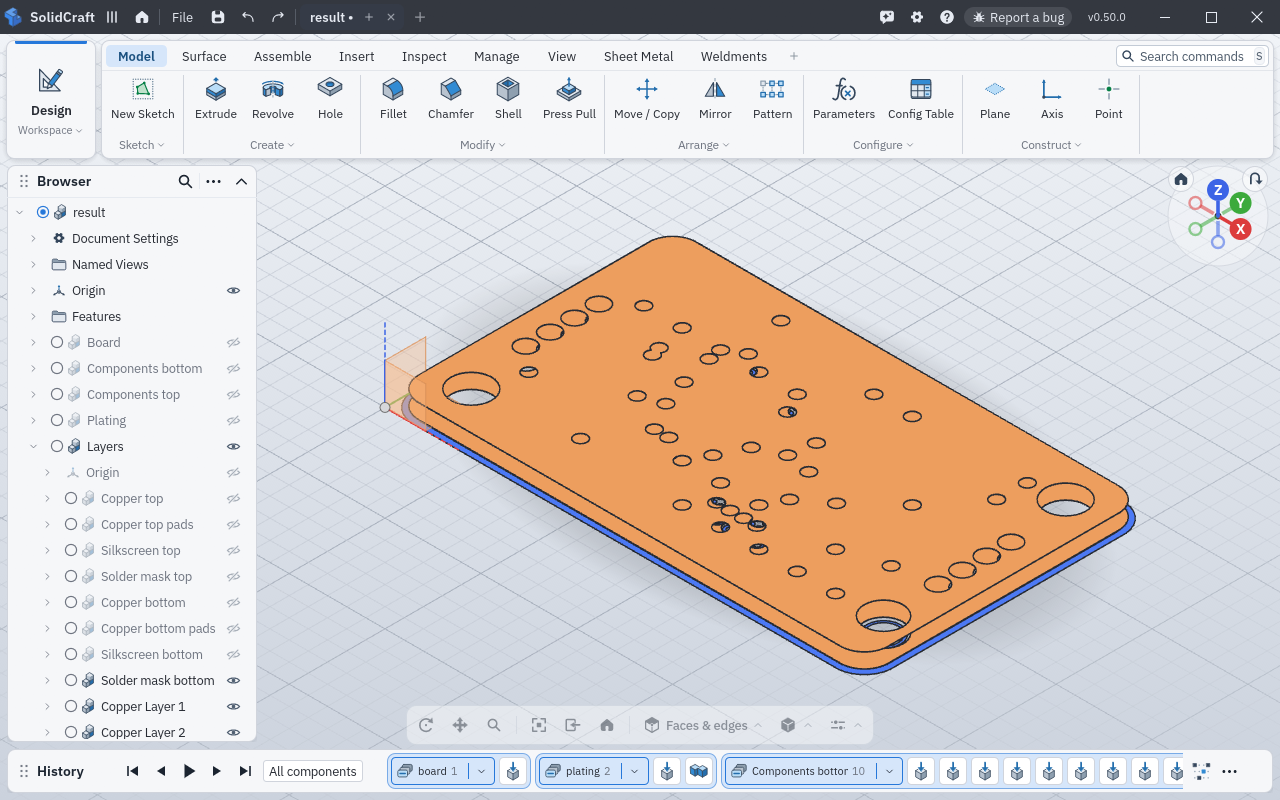 SolidCraft
File
result •
Report a bug
v0.50.0
Design
Workspace
Model
Surface
Assemble
Insert
Inspect
Manage
View
Sheet Metal
Weldments
Search commands
S
New Sketch
Extrude
Revolve
Hole
Fillet
Chamfer
Shell
Press Pull
Move / Copy
Mirror
Pattern
Parameters
Config Table
Plane
Axis
Point
Sketch
Create
Modify
Arrange
Configure
Construct
Browser
result
Document Settings
Named Views
Origin
Features
Board
Components bottom
Components top
Plating
Layers
Origin
Copper top
Copper top pads
Silkscreen top
Solder mask top
Copper bottom
Copper bottom pads
Silkscreen bottom
Solder mask bottom
Copper Layer 1
Copper Layer 2
Z
Y
X
Faces & edges
History
All components
board 1
plating 2
Components bottor 10